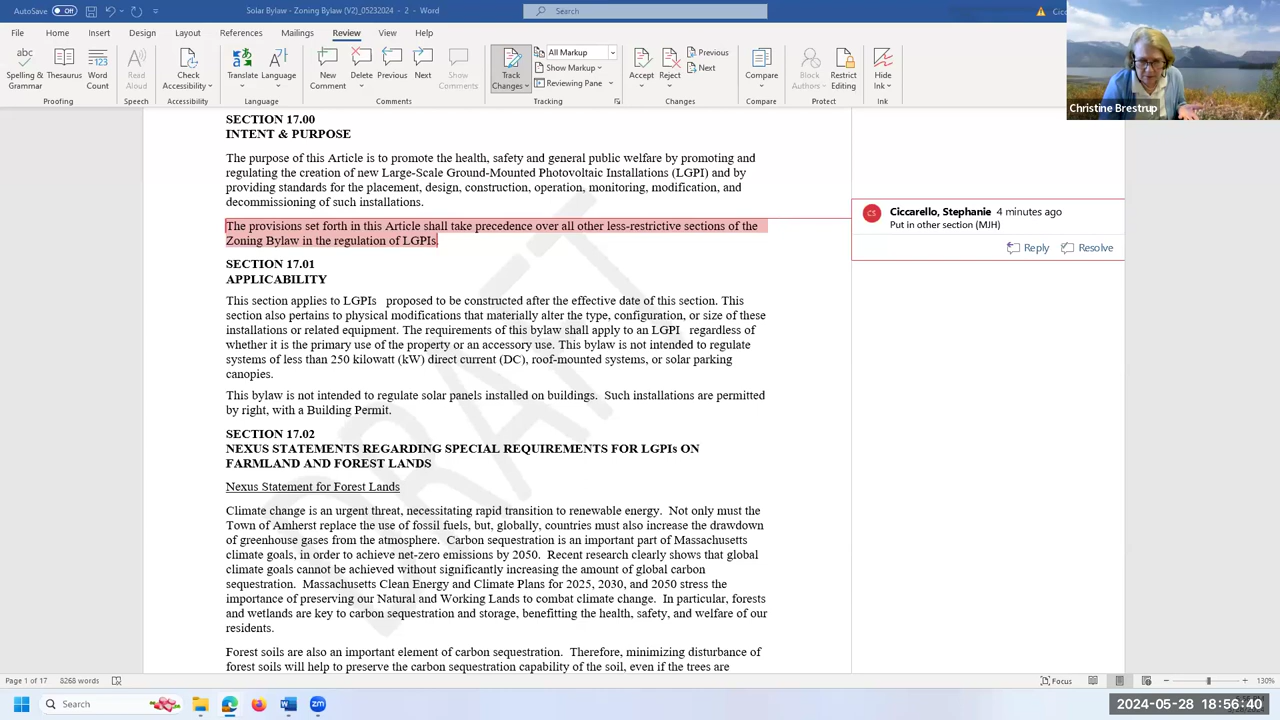 AutoSave Off
Solar Bylaw - Zoning Bylaw (V2)_05232024 - 2 - Word
Search
File Home Insert Design Layout References Mailings Review View Help
Spelling & Grammar
Thesaurus
Word Count
Read Aloud
Check Accessibility
Translate
Language
New Comment
Delete
Previous
Next
Show Comments
Track Changes
All Markup
Show Markup
Reviewing Pane
Accept
Reject
Previous
Next
Compare
Block Authors
Restrict Editing
Hide Ink
Proofing Speech Accessibility Language Comments Tracking Changes Compare Protect Ink
Christine Brestrup
SECTION 17.00
INTENT & PURPOSE
The purpose of this Article is to promote the health, safety and general public welfare by promoting and
regulating the creation of new Large-Scale Ground-Mounted Photovoltaic Installations (LGPI) and by
providing standards for the placement, design, construction, operation, monitoring, modification, and
decommissioning of such installations.
The provisions set forth in this Article shall take precedence over all other less-restrictive sections of the
Zoning Bylaw in the regulation of LGPIs
CS
Ciccarello, Stephanie 4 minutes ago
Put in other section (MJH)
Reply Resolve
SECTION 17.01
APPLICABILITY
This section applies to LGPIs proposed to be constructed after the effective date of this section. This
section also pertains to physical modifications that materially alter the type, configuration, or size of these
installations or related equipment. The requirements of this bylaw shall apply to an LGPI regardless of
whether it is the primary use of the property or an accessory use. This bylaw is not intended to regulate
systems of less than 250 kilowatt (kW) direct current (DC), roof-mounted systems, or solar parking
canopies.
This bylaw is not intended to regulate solar panels installed on buildings. Such installations are permitted
by right, with a Building Permit.
SECTION 17.02
NEXUS STATEMENTS REGARDING SPECIAL REQUIREMENTS FOR LGPIs ON
FARMLAND AND FOREST LANDS
Nexus Statement for Forest Lands
Climate change is an urgent threat, necessitating rapid transition to renewable energy. Not only must the
Town of Amherst replace the use of fossil fuels, but, globally, countries must also increase the drawdown
of greenhouse gases from the atmosphere. Carbon sequestration is an important part of Massachusetts
climate goals, in order to achieve net-zero emissions by 2050. Recent research clearly shows that global
climate goals cannot be achieved without significantly increasing the amount of global carbon
sequestration. Massachusetts Clean Energy and Climate Plans for 2025, 2030, and 2050 stress the
importance of preserving our Natural and Working Lands to combat climate change. In particular, forests
and wetlands are key to carbon sequestration and storage, benefitting the health, safety, and welfare of our
residents.
Forest soils are also an important element of carbon sequestration. Therefore, minimizing disturbance of
forest soils will help to preserve the carbon sequestration capability of the soil, even if the trees are
DRAFT
Page 1 of 17 8268 words
Focus
130%
Search
2024-05-28 18:56:40